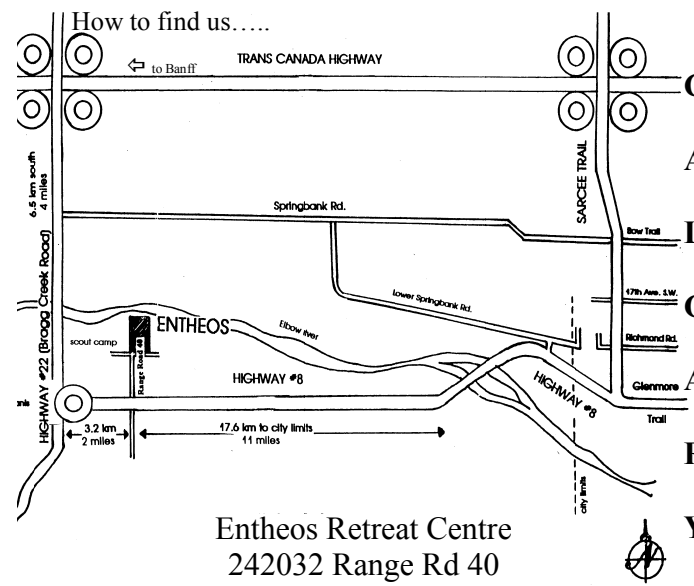 How to find us…..
to Banff
TRANS CANADA HIGHWAY
6.5 km south
4 miles
HIGHWAY #22 (Bragg Creek Road)
Springbank Rd.
SARCEE TRAIL
Bow Trail
Lower Springbank Rd.
17th Ave. S.W.
Richmond Rd.
scout camp
ENTHEOS
Range Road 40
Elbow river
HIGHWAY #8
HIGHWAY #8
Glenmore
Trail
3.2 km
2 miles
17.6 km to city limits
11 miles
city limits
Entheos Retreat Centre
242032 Range Rd 40
C
A
L
G
A
R
Y
N